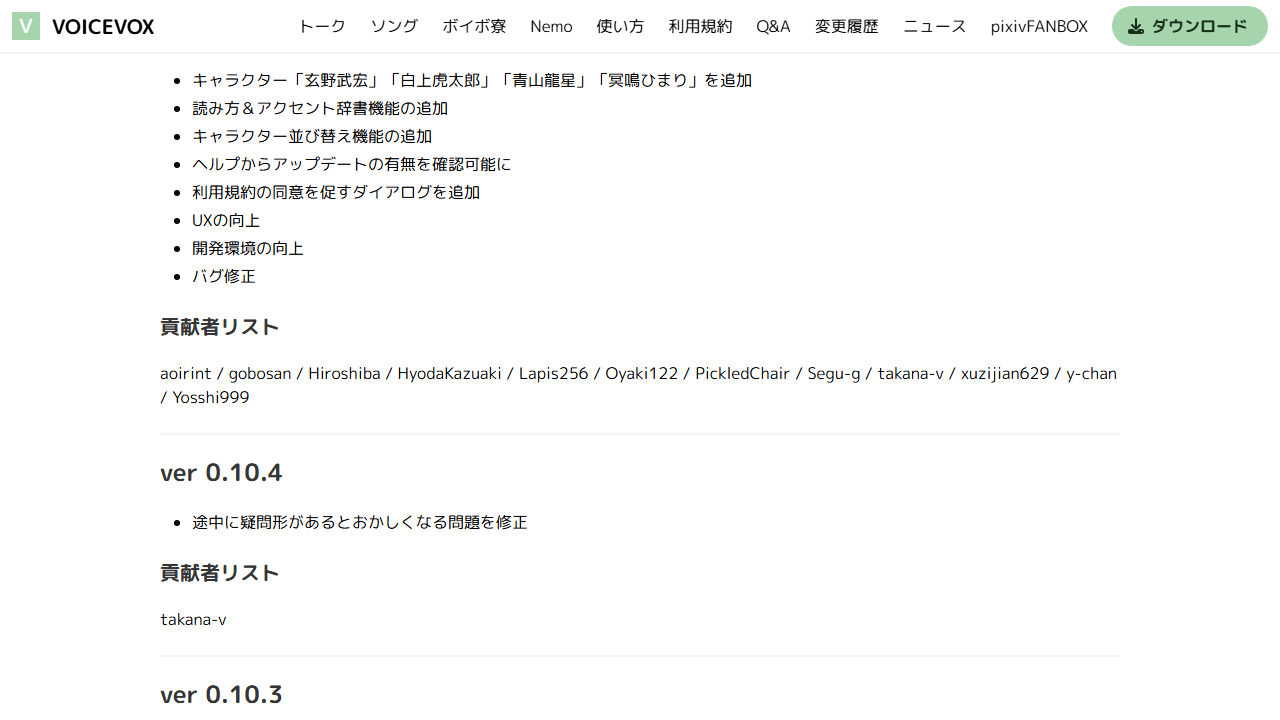 V VOICEVOX トーク ソング ボイボ寮 Nemo 使い方 利用規約 Q&A 変更履歴 ニュース pixivFANBOX ダウンロード
キャラクター「玄野武宏」「白上虎太郎」「青山龍星」「冥鳴ひまり」を追加
読み方＆アクセント辞書機能の追加
キャラクター並び替え機能の追加
ヘルプからアップデートの有無を確認可能に
利用規約の同意を促すダイアログを追加
UXの向上
開発環境の向上
バグ修正
貢献者リスト
aoirint / gobosan / Hiroshiba / HyodaKazuaki / Lapis256 / Oyaki122 / PickledChair / Segu-g / takana-v / xuzijian629 / y-chan
/ Yosshi999
ver 0.10.4
途中に疑問形があるとおかしくなる問題を修正
貢献者リスト
takana-v
ver 0.10.3